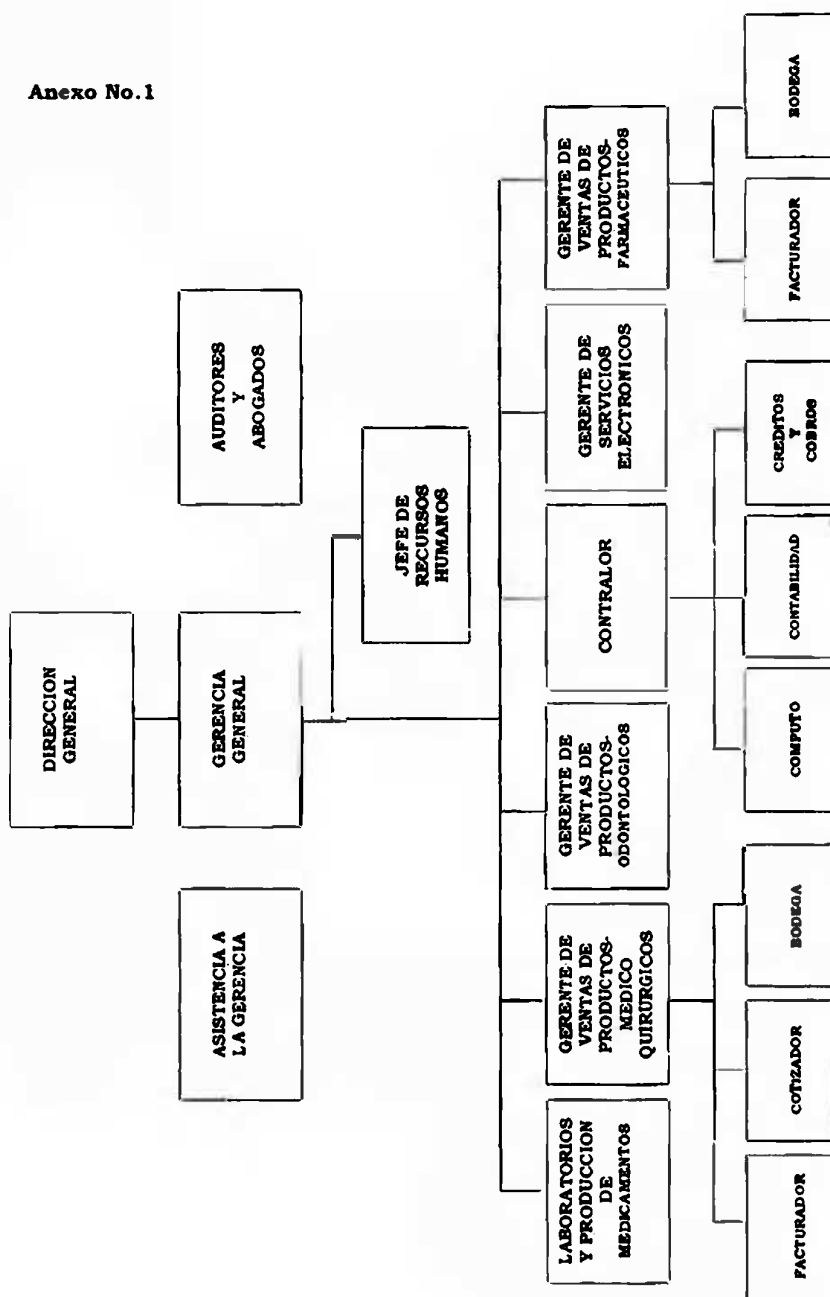 Anexo No.1
DIRECCION
GENERAL
ASISTENCIA A
LA GERENCIA
GERENCIA
GENERAL
AUDITORES
Y
ABOGADOS
JEFE DE
RECURSOS
HUMANOS
LABORATORIOS
Y PRODUCCION
DE
MEDICAMENTOS
GERENTE DE
VENTAS DE
PRODUCTOS-
MEDICO
QUIRURGICOS
GERENTE DE
VENTAS DE
PRODUCTOS-
ODONTOLOGICOS
CONTRALOR
GERENTE DE
SERVICIOS
ELECTRONICOS
GERENTE DE
VENTAS DE
PRODUCTOS-
FARMACEUTICOS
FACTURADOR
COTIZADOR
BODEGA
COMPUTO
CONTABILIDAD
CREDITOS
Y
COBROS
FACTURADOR
BODEGA